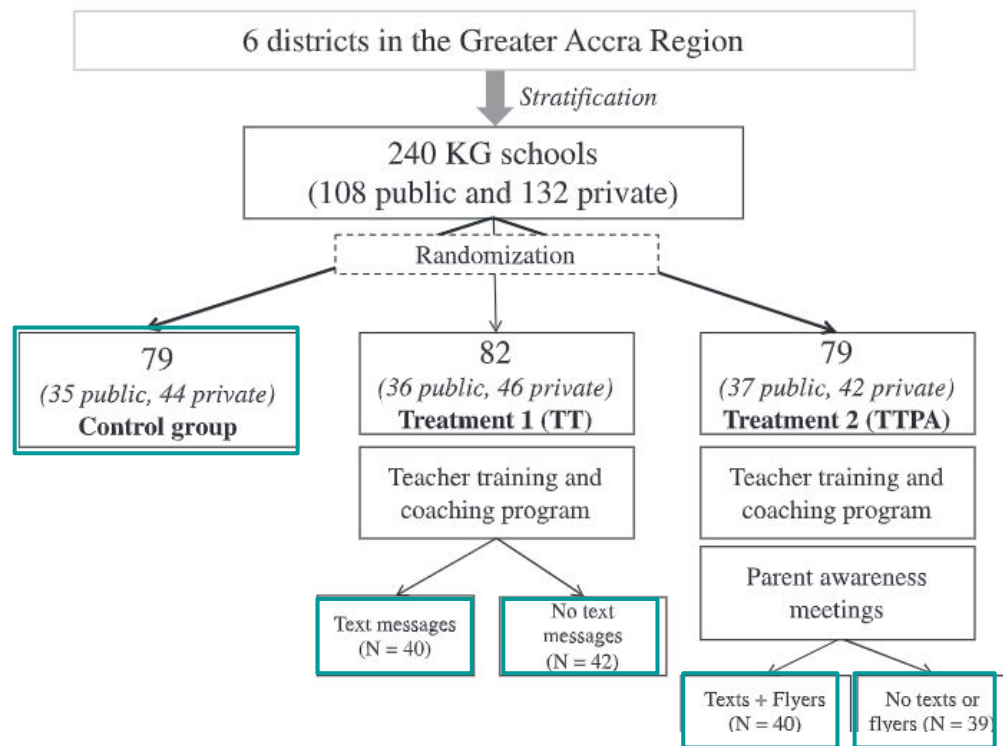 6 districts in the Greater Accra Region
Stratification
240 KG schools
(108 public and 132 private)
Randomization
79
(35 public, 44 private)
Control group
82
(36 public, 46 private)
Treatment 1 (TT)
79
(37 public, 42 private)
Treatment 2 (TTPA)
Teacher training and
coaching program
Teacher training and
coaching program
Parent awareness
meetings
Text messages
(N = 40)
No text
messages
(N = 42)
Texts + Flyers
(N = 40)
No texts or
flyers (N = 39)